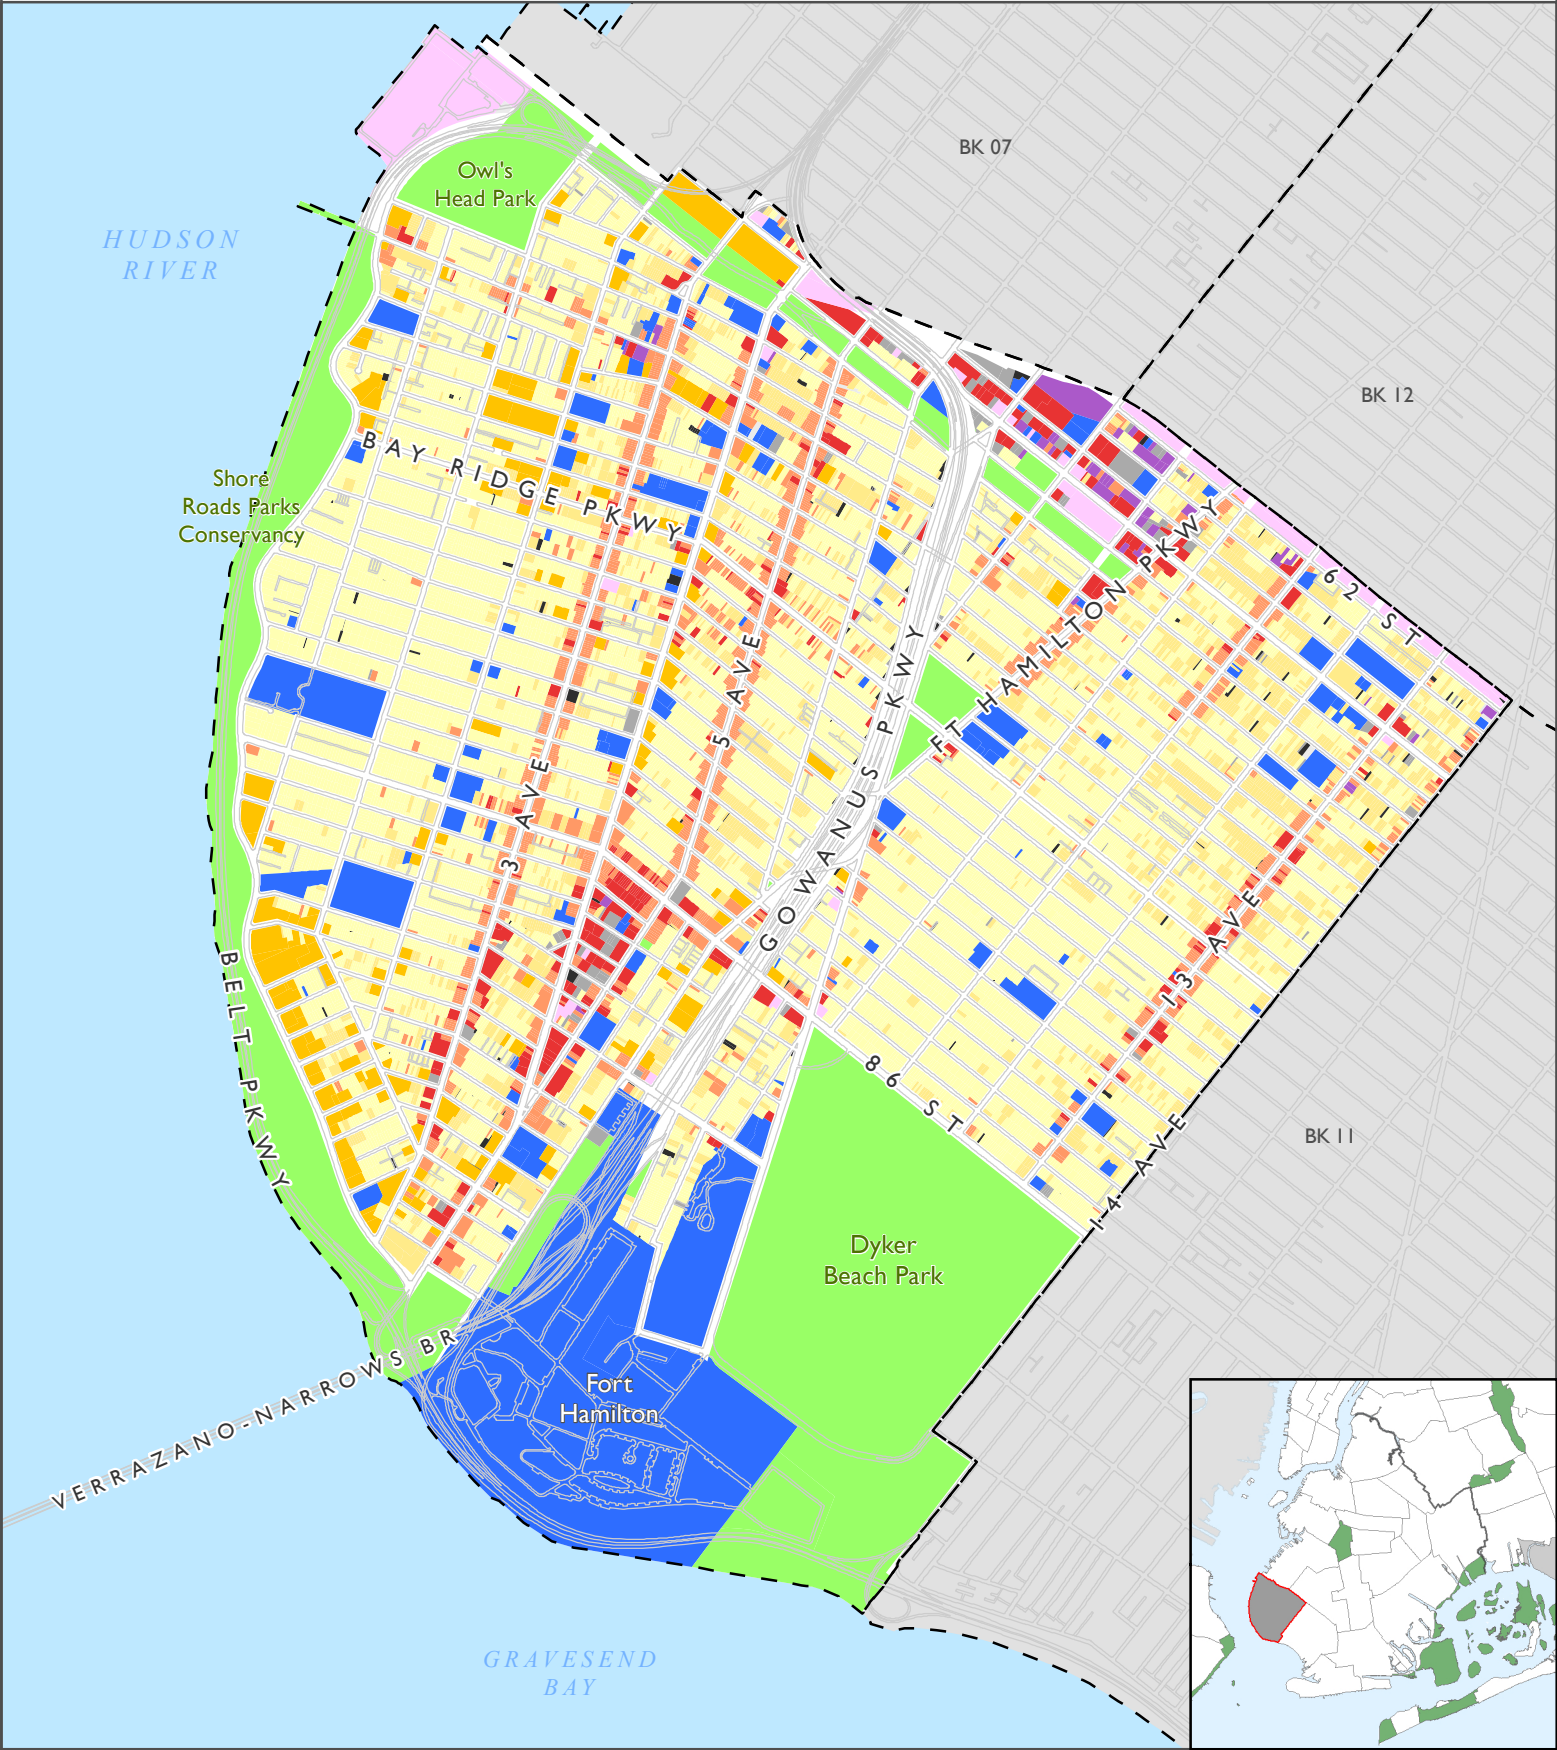 BK 07
Owl's
Head Park
HUDSON
RIVER
BK 12
BAY RIDGE PKWY
Shore
Roads Parks
Conservancy
FT HAMILTON PKWY
62 ST
5 AVE
3 AVE
GOWANUS PKWY
13 AVE
BELT PKWY
86 ST
14 AVE
BK 11
Dyker
Beach Park
VERRAZANO-NARROWS BR
Fort
Hamilton
GRAVESEND
BAY